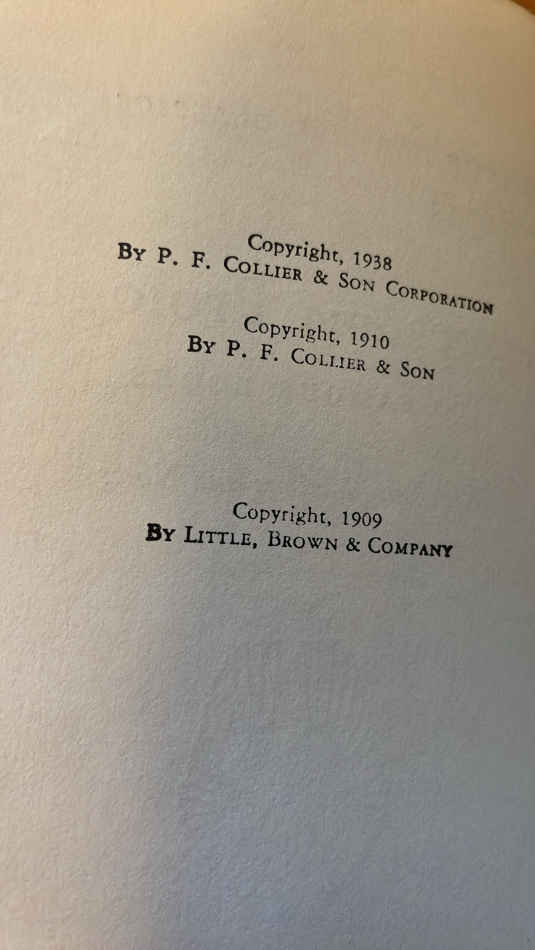 Copyright, 1938
By P. F. Collier & Son Corporation
Copyright, 1910
By P. F. Collier & Son
Copyright, 1909
By Little, Brown & Company